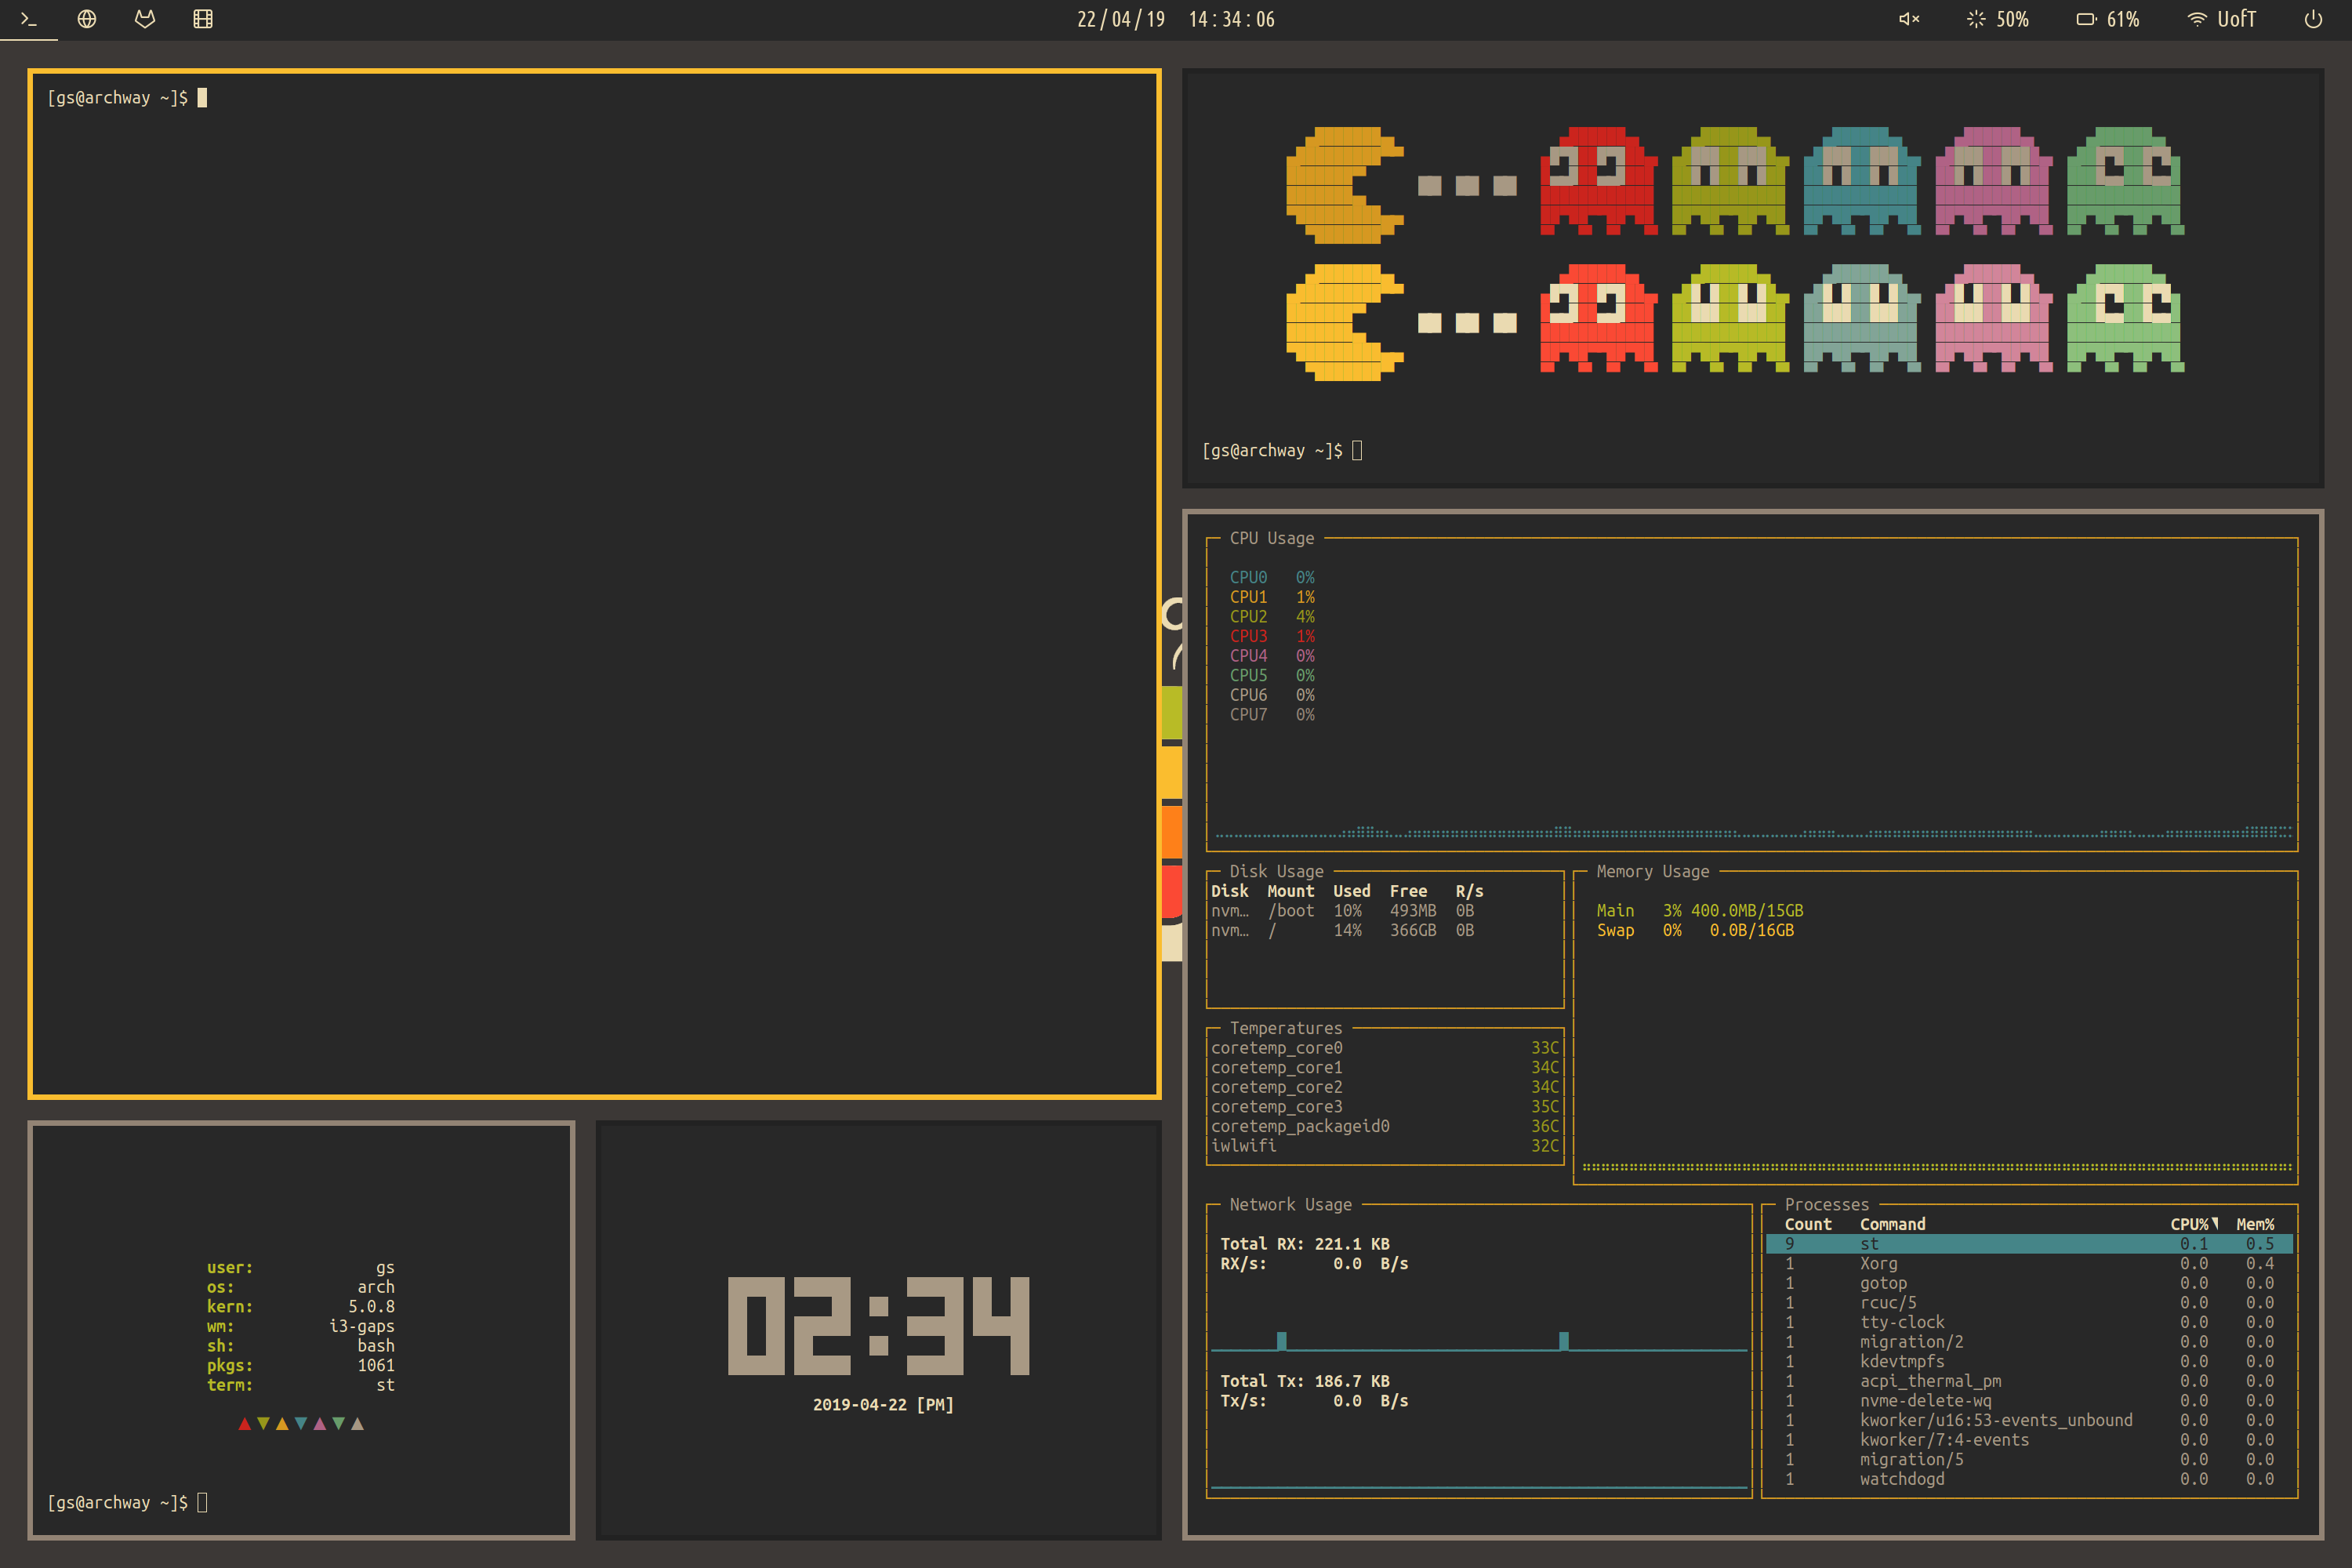 22/04/19 14:34:06 50% 61% UofT
[gs@archway ~]$
[gs@archway ~]$
CPU Usage
CPU0 0%
CPU1 1%
CPU2 4%
CPU3 1%
CPU4 0%
CPU5 0%
CPU6 0%
CPU7 0%
Disk Usage
Disk Mount Used Free R/s
nvm… /boot 10% 493MB 0B
nvm… / 14% 366GB 0B
Memory Usage
Main 3% 400.0MB/15GB
Swap 0% 0.0B/16GB
Temperatures
coretemp_core0 33C
coretemp_core1 34C
coretemp_core2 34C
coretemp_core3 35C
coretemp_packageid0 36C
iwlwifi 32C
Network Usage
Total RX: 221.1 KB
RX/s: 0.0 B/s
Total Tx: 186.7 KB
Tx/s: 0.0 B/s
Processes
Count Command CPU%▼ Mem%
9 st 0.1 0.5
1 Xorg 0.0 0.4
1 gotop 0.0 0.0
1 rcuc/5 0.0 0.0
1 tty-clock 0.0 0.0
1 migration/2 0.0 0.0
1 kdevtmpfs 0.0 0.0
1 acpi_thermal_pm 0.0 0.0
1 nvme-delete-wq 0.0 0.0
1 kworker/u16:53-events_unbound 0.0 0.0
1 kworker/7:4-events 0.0 0.0
1 migration/5 0.0 0.0
1 watchdogd 0.0 0.0
user: gs
os: arch
kern: 5.0.8
wm: i3-gaps
sh: bash
pkgs: 1061
term: st
[gs@archway ~]$
02:34
2019-04-22 [PM]